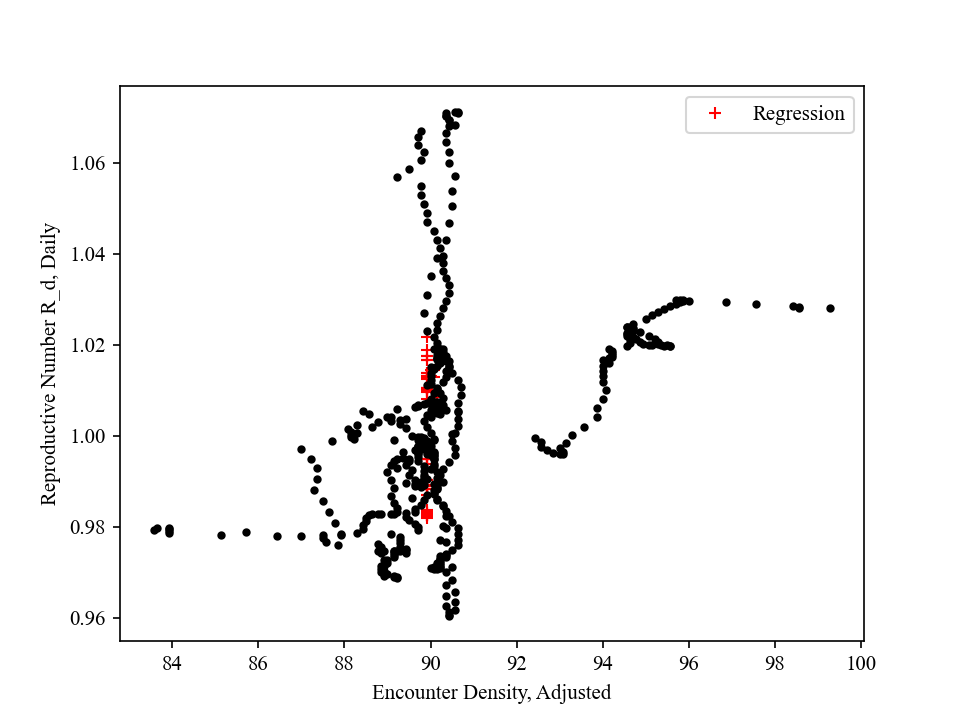 Regression
1.06
1.04
1.02
1.00
0.98
0.96
Reproductive Number R_d, Daily
84 86 88 90 92 94 96 98 100
Encounter Density, Adjusted